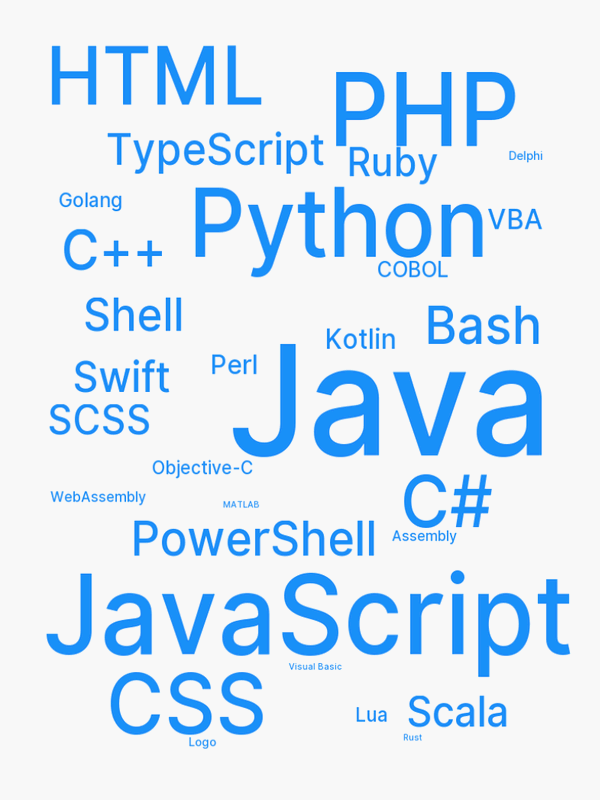 HTML
PHP
TypeScript
Ruby
Delphi
Golang
Python
VBA
C++
COBOL
Shell
Bash
Kotlin
Perl
Java
Swift
SCSS
Objective-C
WebAssembly
MATLAB
C#
PowerShell
Assembly
JavaScript
Visual Basic
CSS
Lua
Scala
Logo
Rust